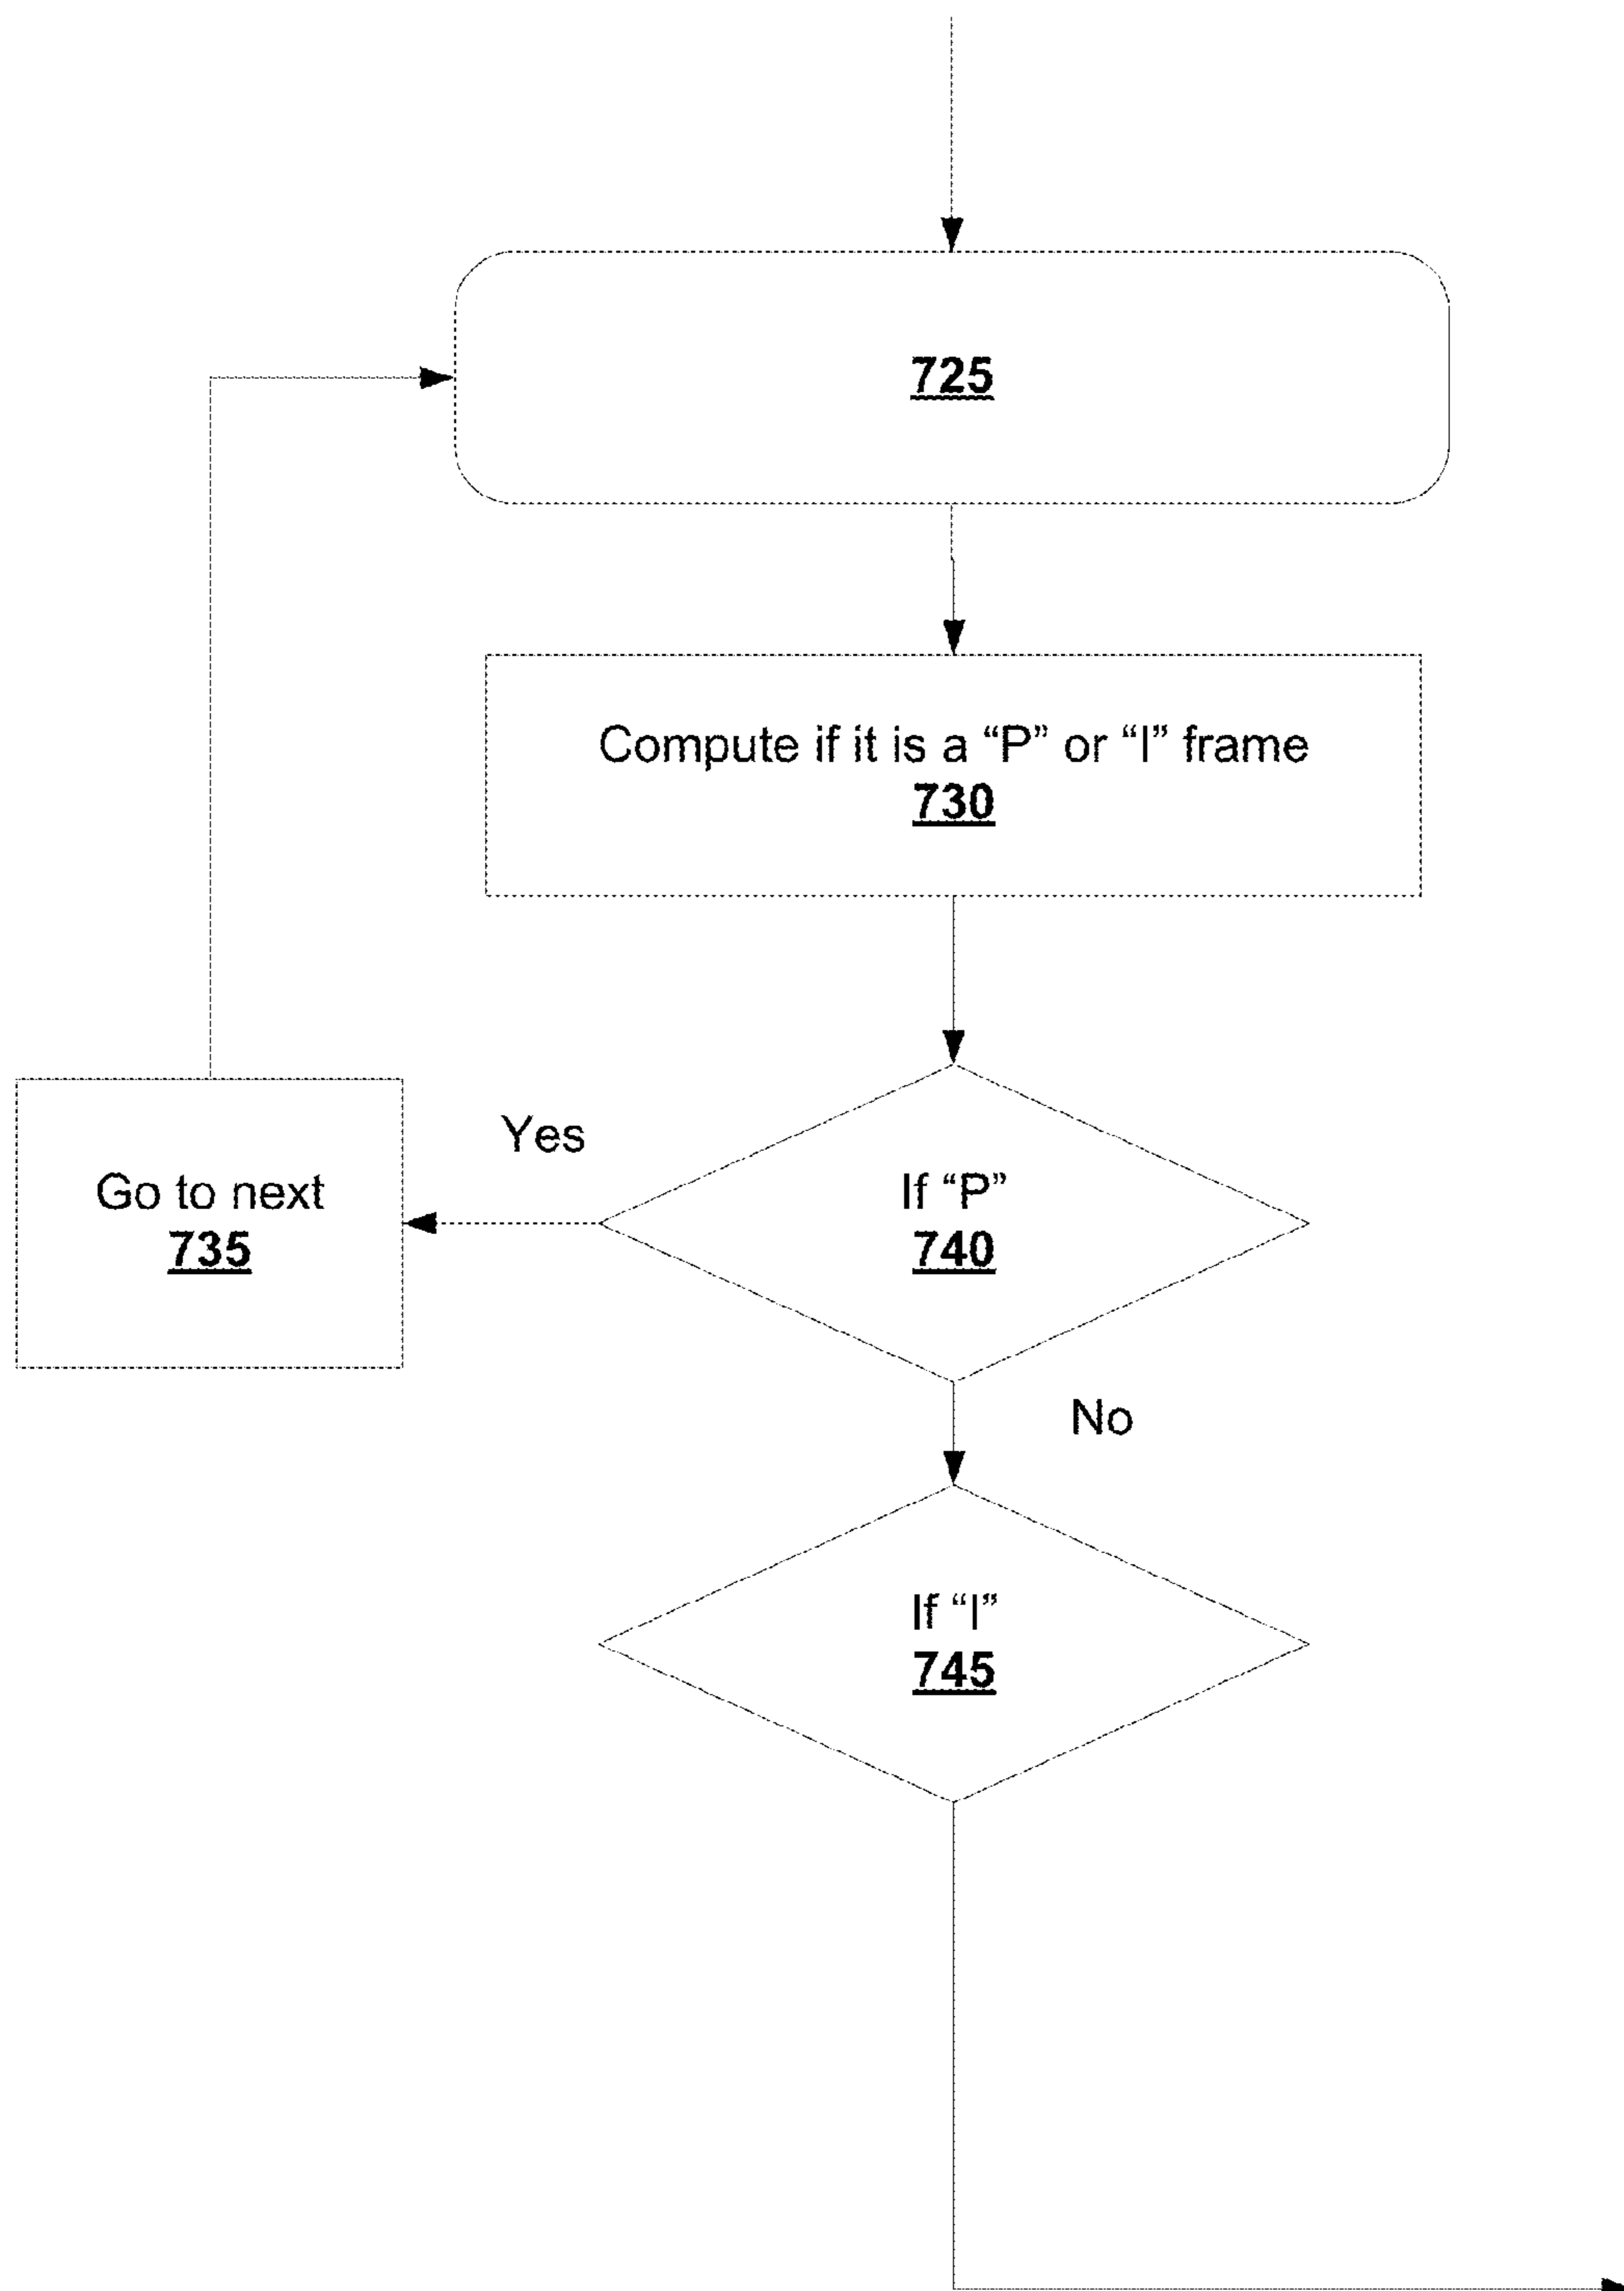 725
Compute if it is a “P” or “I” frame
730
Yes
Go to next
735
If “P”
740
No
If “I”
745